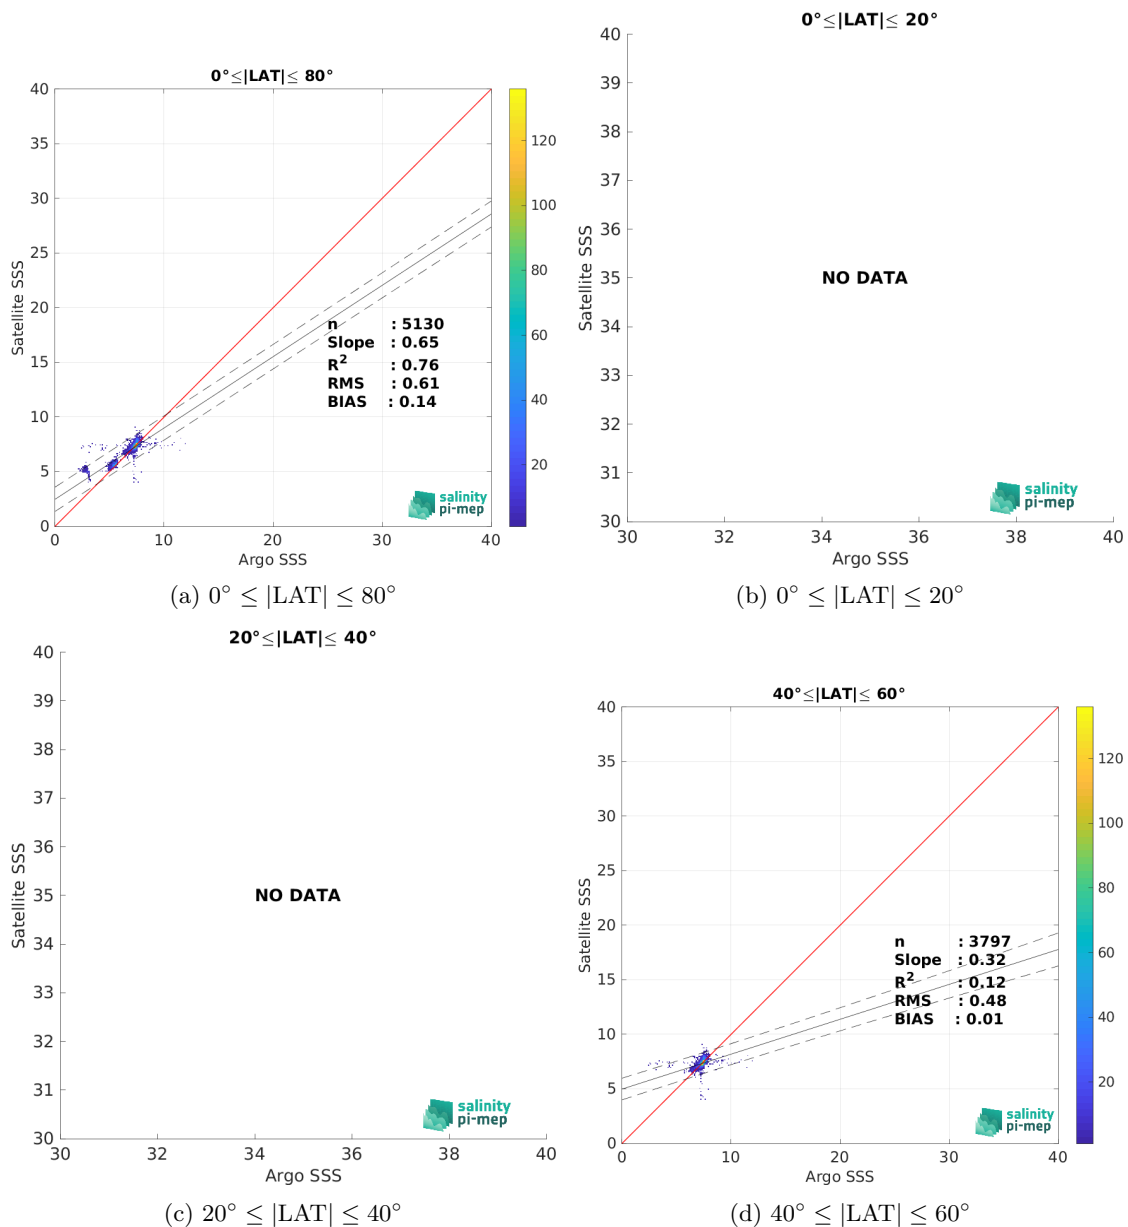 0°≤|LAT|≤ 80°
40
35
30
25
20
15
10
5
0
0
10
20
30
40
Satellite SSS
Argo SSS
n : 5130
Slope : 0.65
R² : 0.76
RMS : 0.61
BIAS : 0.14
salinity
pi-mep
120
100
80
60
40
20
(a) 0° ≤ |LAT| ≤ 80°
0°≤|LAT|≤ 20°
40
39
38
37
36
35
34
33
32
31
30
30
32
34
36
38
40
Satellite SSS
Argo SSS
NO DATA
salinity
pi-mep
(b) 0° ≤ |LAT| ≤ 20°
20°≤|LAT|≤ 40°
40
39
38
37
36
35
34
33
32
31
30
30
32
34
36
38
40
Satellite SSS
Argo SSS
NO DATA
salinity
pi-mep
(c) 20° ≤ |LAT| ≤ 40°
40°≤|LAT|≤ 60°
40
35
30
25
20
15
10
5
0
0
10
20
30
40
Satellite SSS
Argo SSS
n : 3797
Slope : 0.32
R² : 0.12
RMS : 0.48
BIAS : 0.01
salinity
pi-mep
120
100
80
60
40
20
(d) 40° ≤ |LAT| ≤ 60°